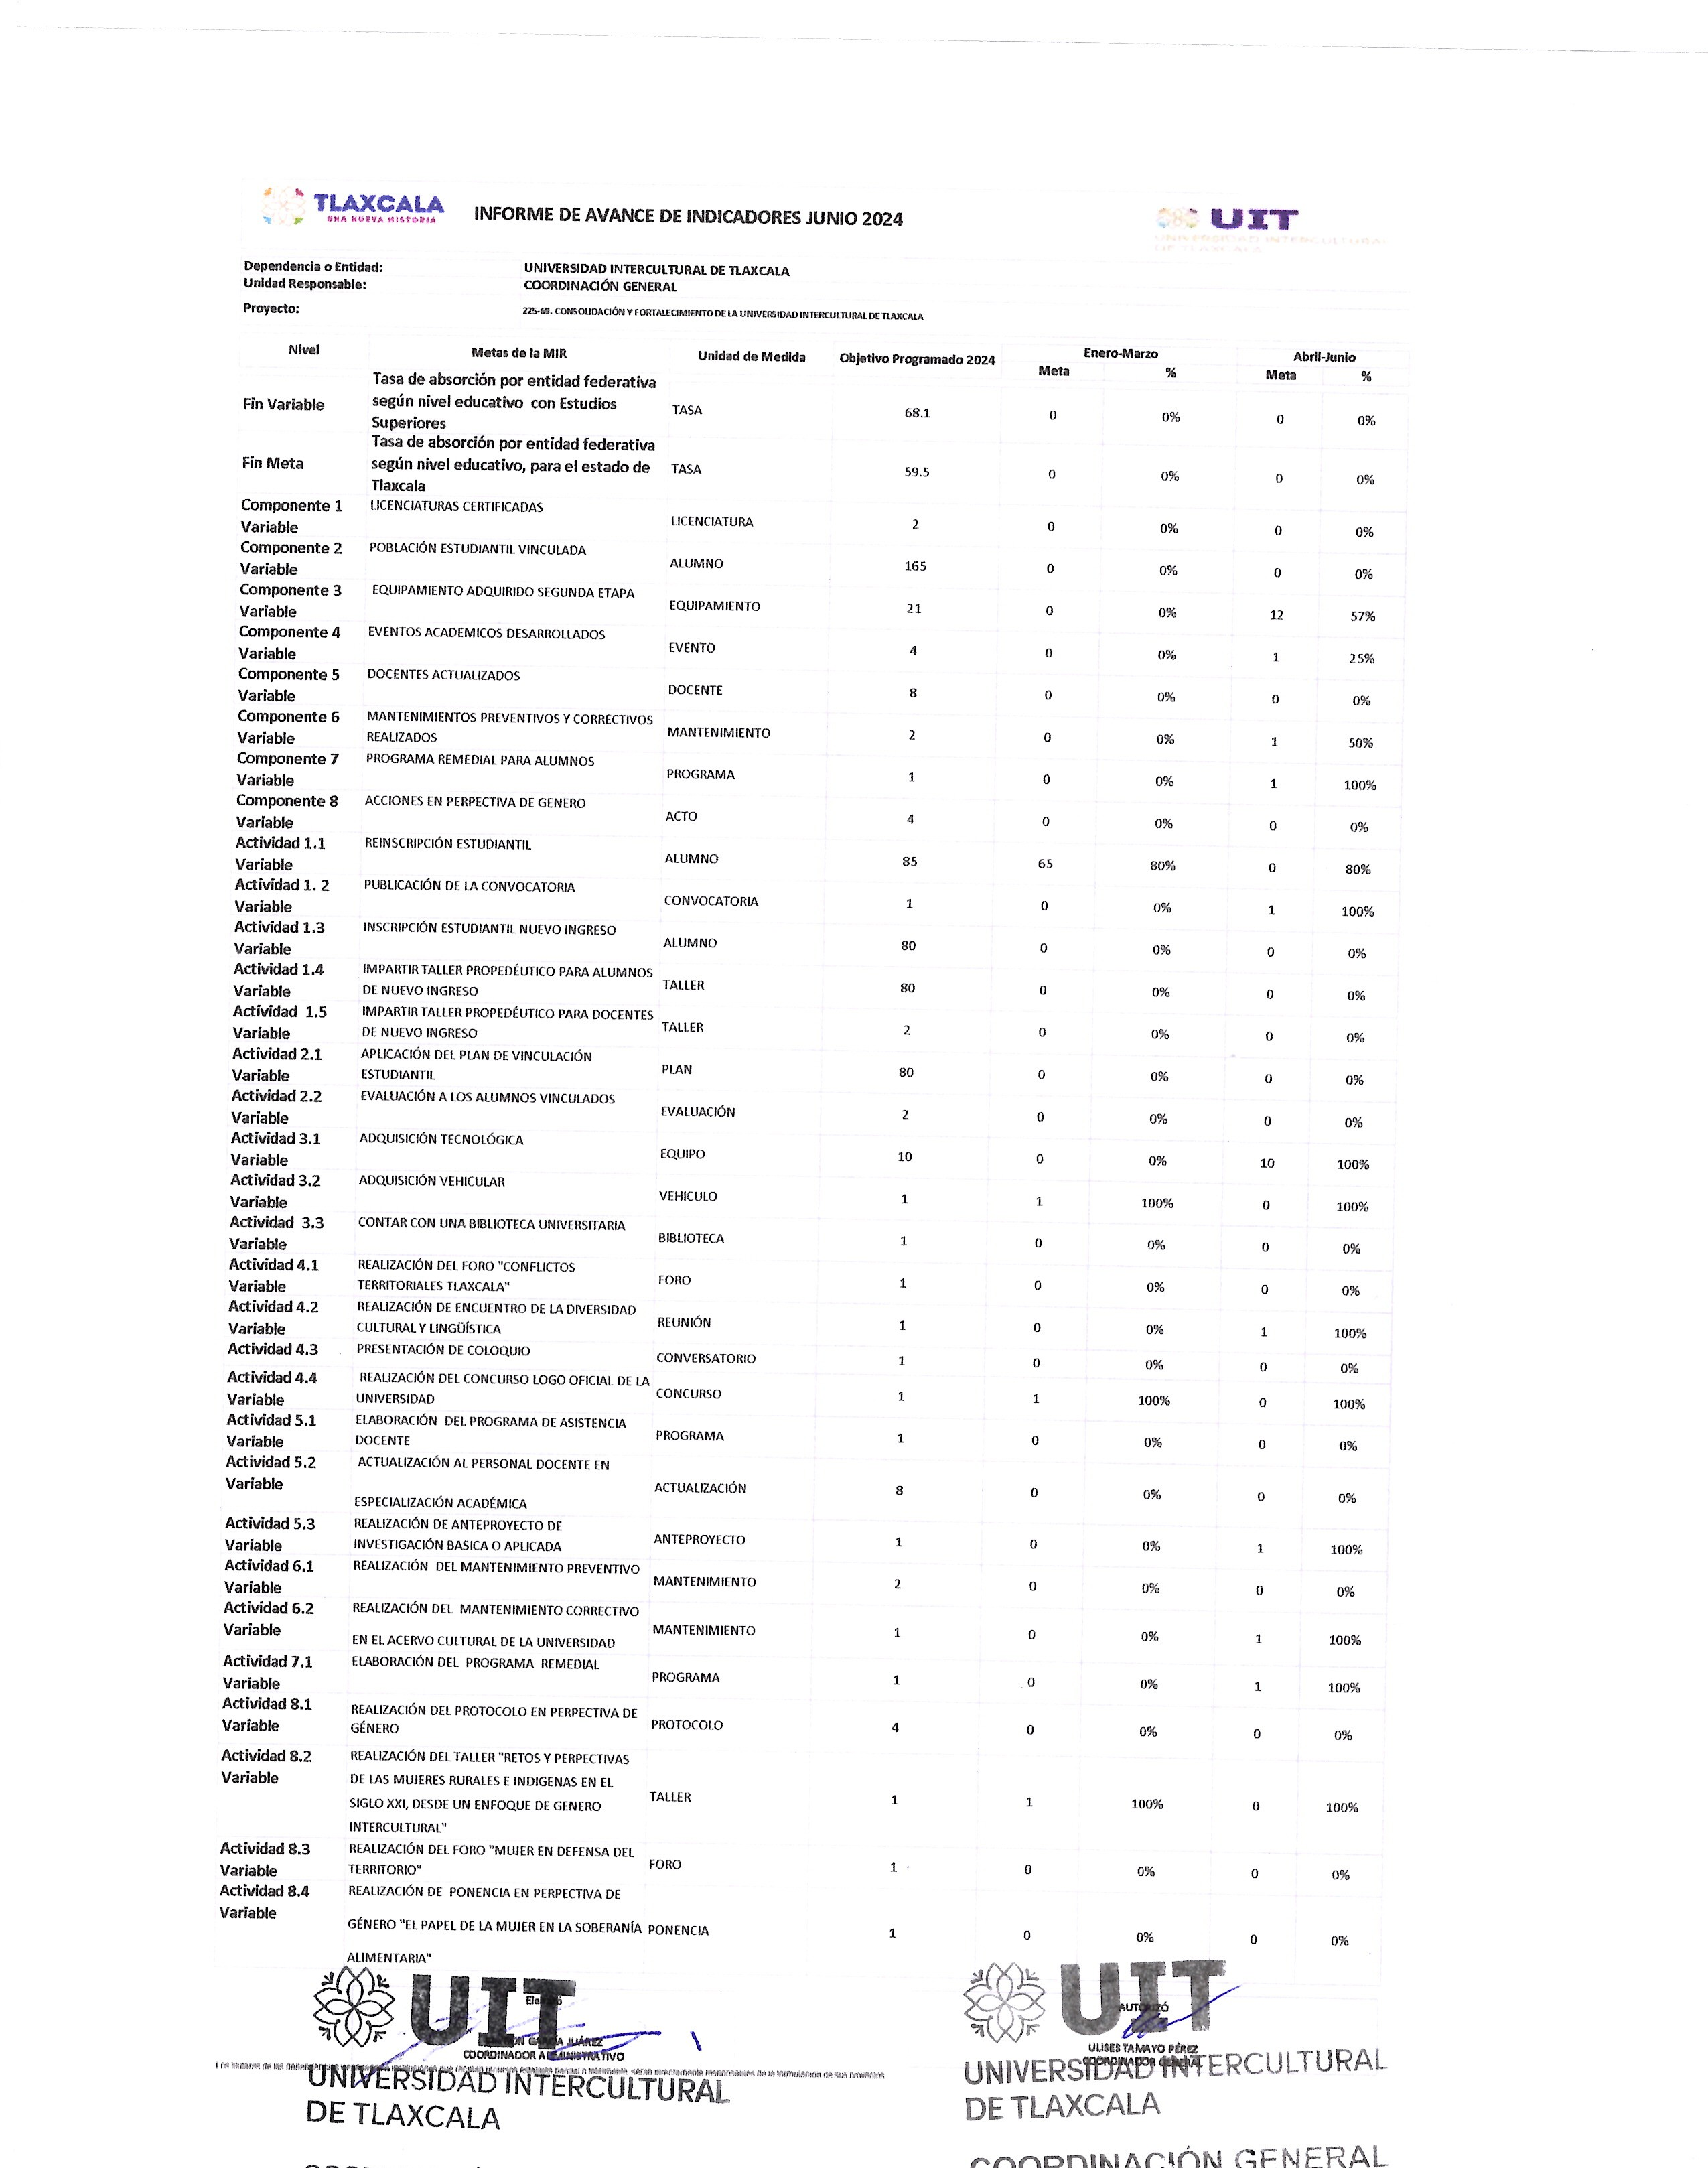 TLAXCALA
UNA NUEVA HISTORIA
INFORME DE AVANCE DE INDICADORES JUNIO 2024
UIT
UNIVERSIDAD INTERCULTURAL
DE TLAXCALA
Dependencia o Entidad: UNIVERSIDAD INTERCULTURAL DE TLAXCALA
Unidad Responsable: COORDINACIÓN GENERAL
Proyecto: 225-69. CONSOLIDACIÓN Y FORTALECIMIENTO DE LA UNIVERSIDAD INTERCULTURAL DE TLAXCALA
Nivel Metas de la MIR Unidad de Medida Objetivo Programado 2024 Enero-Marzo Abril-Junio
Meta % Meta %
Tasa de absorción por entidad federativa
Fin Variable según nivel educativo con Estudios TASA 68.1 0 0% 0 0%
Superiores
Tasa de absorción por entidad federativa
Fin Meta según nivel educativo, para el estado de TASA 59.5 0 0% 0 0%
Tlaxcala
Componente 1 LICENCIATURAS CERTIFICADAS
Variable LICENCIATURA 2 0 0% 0 0%
Componente 2 POBLACIÓN ESTUDIANTIL VINCULADA
Variable ALUMNO 165 0 0% 0 0%
Componente 3 EQUIPAMIENTO ADQUIRIDO SEGUNDA ETAPA
Variable EQUIPAMIENTO 21 0 0% 12 57%
Componente 4 EVENTOS ACADEMICOS DESARROLLADOS
Variable EVENTO 4 0 0% 1 25%
Componente 5 DOCENTES ACTUALIZADOS
Variable DOCENTE 8 0 0% 0 0%
Componente 6 MANTENIMIENTOS PREVENTIVOS Y CORRECTIVOS
Variable REALIZADOS MANTENIMIENTO 2 0 0% 1 50%
Componente 7 PROGRAMA REMEDIAL PARA ALUMNOS
Variable PROGRAMA 1 0 0% 1 100%
Componente 8 ACCIONES EN PERPECTIVA DE GENERO
Variable ACTO 4 0 0% 0 0%
Actividad 1.1 REINSCRIPCIÓN ESTUDIANTIL
Variable ALUMNO 85 65 80% 0 80%
Actividad 1. 2 PUBLICACIÓN DE LA CONVOCATORIA
Variable CONVOCATORIA 1 0 0% 1 100%
Actividad 1.3 INSCRIPCIÓN ESTUDIANTIL NUEVO INGRESO
Variable ALUMNO 80 0 0% 0 0%
Actividad 1.4 IMPARTIR TALLER PROPEDÉUTICO PARA ALUMNOS
Variable DE NUEVO INGRESO TALLER 80 0 0% 0 0%
Actividad 1.5 IMPARTIR TALLER PROPEDÉUTICO PARA DOCENTES
Variable DE NUEVO INGRESO TALLER 2 0 0% 0 0%
Actividad 2.1 APLICACIÓN DEL PLAN DE VINCULACIÓN
Variable ESTUDIANTIL PLAN 80 0 0% 0 0%
Actividad 2.2 EVALUACIÓN A LOS ALUMNOS VINCULADOS
Variable EVALUACIÓN 2 0 0% 0 0%
Actividad 3.1 ADQUISICIÓN TECNOLÓGICA
Variable EQUIPO 10 0 0% 10 100%
Actividad 3.2 ADQUISICIÓN VEHICULAR
Variable VEHICULO 1 1 100% 0 100%
Actividad 3.3 CONTAR CON UNA BIBLIOTECA UNIVERSITARIA
Variable BIBLIOTECA 1 0 0% 0 0%
Actividad 4.1 REALIZACIÓN DEL FORO "CONFLICTOS
Variable TERRITORIALES TLAXCALA" FORO 1 0 0% 0 0%
Actividad 4.2 REALIZACIÓN DE ENCUENTRO DE LA DIVERSIDAD
Variable CULTURAL Y LINGÜÍSTICA REUNIÓN 1 0 0% 1 100%
Actividad 4.3 PRESENTACIÓN DE COLOQUIO CONVERSATORIO 1 0 0% 0 0%
Actividad 4.4 REALIZACIÓN DEL CONCURSO LOGO OFICIAL DE LA
Variable UNIVERSIDAD CONCURSO 1 1 100% 0 100%
Actividad 5.1 ELABORACIÓN DEL PROGRAMA DE ASISTENCIA
Variable DOCENTE PROGRAMA 1 0 0% 0 0%
Actividad 5.2 ACTUALIZACIÓN AL PERSONAL DOCENTE EN
Variable ACTUALIZACIÓN 8 0 0% 0 0%
ESPECIALIZACIÓN ACADÉMICA
Actividad 5.3 REALIZACIÓN DE ANTEPROYECTO DE
Variable INVESTIGACIÓN BASICA O APLICADA ANTEPROYECTO 1 0 0% 1 100%
Actividad 6.1 REALIZACIÓN DEL MANTENIMIENTO PREVENTIVO
Variable MANTENIMIENTO 2 0 0% 0 0%
Actividad 6.2 REALIZACIÓN DEL MANTENIMIENTO CORRECTIVO
Variable MANTENIMIENTO 1 0 0% 1 100%
EN EL ACERVO CULTURAL DE LA UNIVERSIDAD
Actividad 7.1 ELABORACIÓN DEL PROGRAMA REMEDIAL
Variable PROGRAMA 1 0 0% 1 100%
Actividad 8.1 REALIZACIÓN DEL PROTOCOLO EN PERPECTIVA DE
Variable GÉNERO PROTOCOLO 4 0 0% 0 0%
Actividad 8.2 REALIZACIÓN DEL TALLER "RETOS Y PERPECTIVAS
Variable DE LAS MUJERES RURALES E INDIGENAS EN EL
SIGLO XXI, DESDE UN ENFOQUE DE GENERO TALLER 1 1 100% 0 100%
INTERCULTURAL"
Actividad 8.3 REALIZACIÓN DEL FORO "MUJER EN DEFENSA DEL
Variable TERRITORIO" FORO 1 0 0% 0 0%
Actividad 8.4 REALIZACIÓN DE PONENCIA EN PERPECTIVA DE
Variable
GÉNERO "EL PAPEL DE LA MUJER EN LA SOBERANÍA PONENCIA 1 0 0% 0 0%
ALIMENTARIA"
UIT UIT
AUTORIZÓ
GARCÍA JUÁREZ
COORDINADOR ADMINISTRATIVO
ULISES TAMAYO PÉREZ
COORDINADOR GENERAL
UNIVERSIDAD INTERCULTURAL
DE TLAXCALA
UNIVERSIDAD INTERCULTURAL
DE TLAXCALA
COORDINACIÓN GENERAL